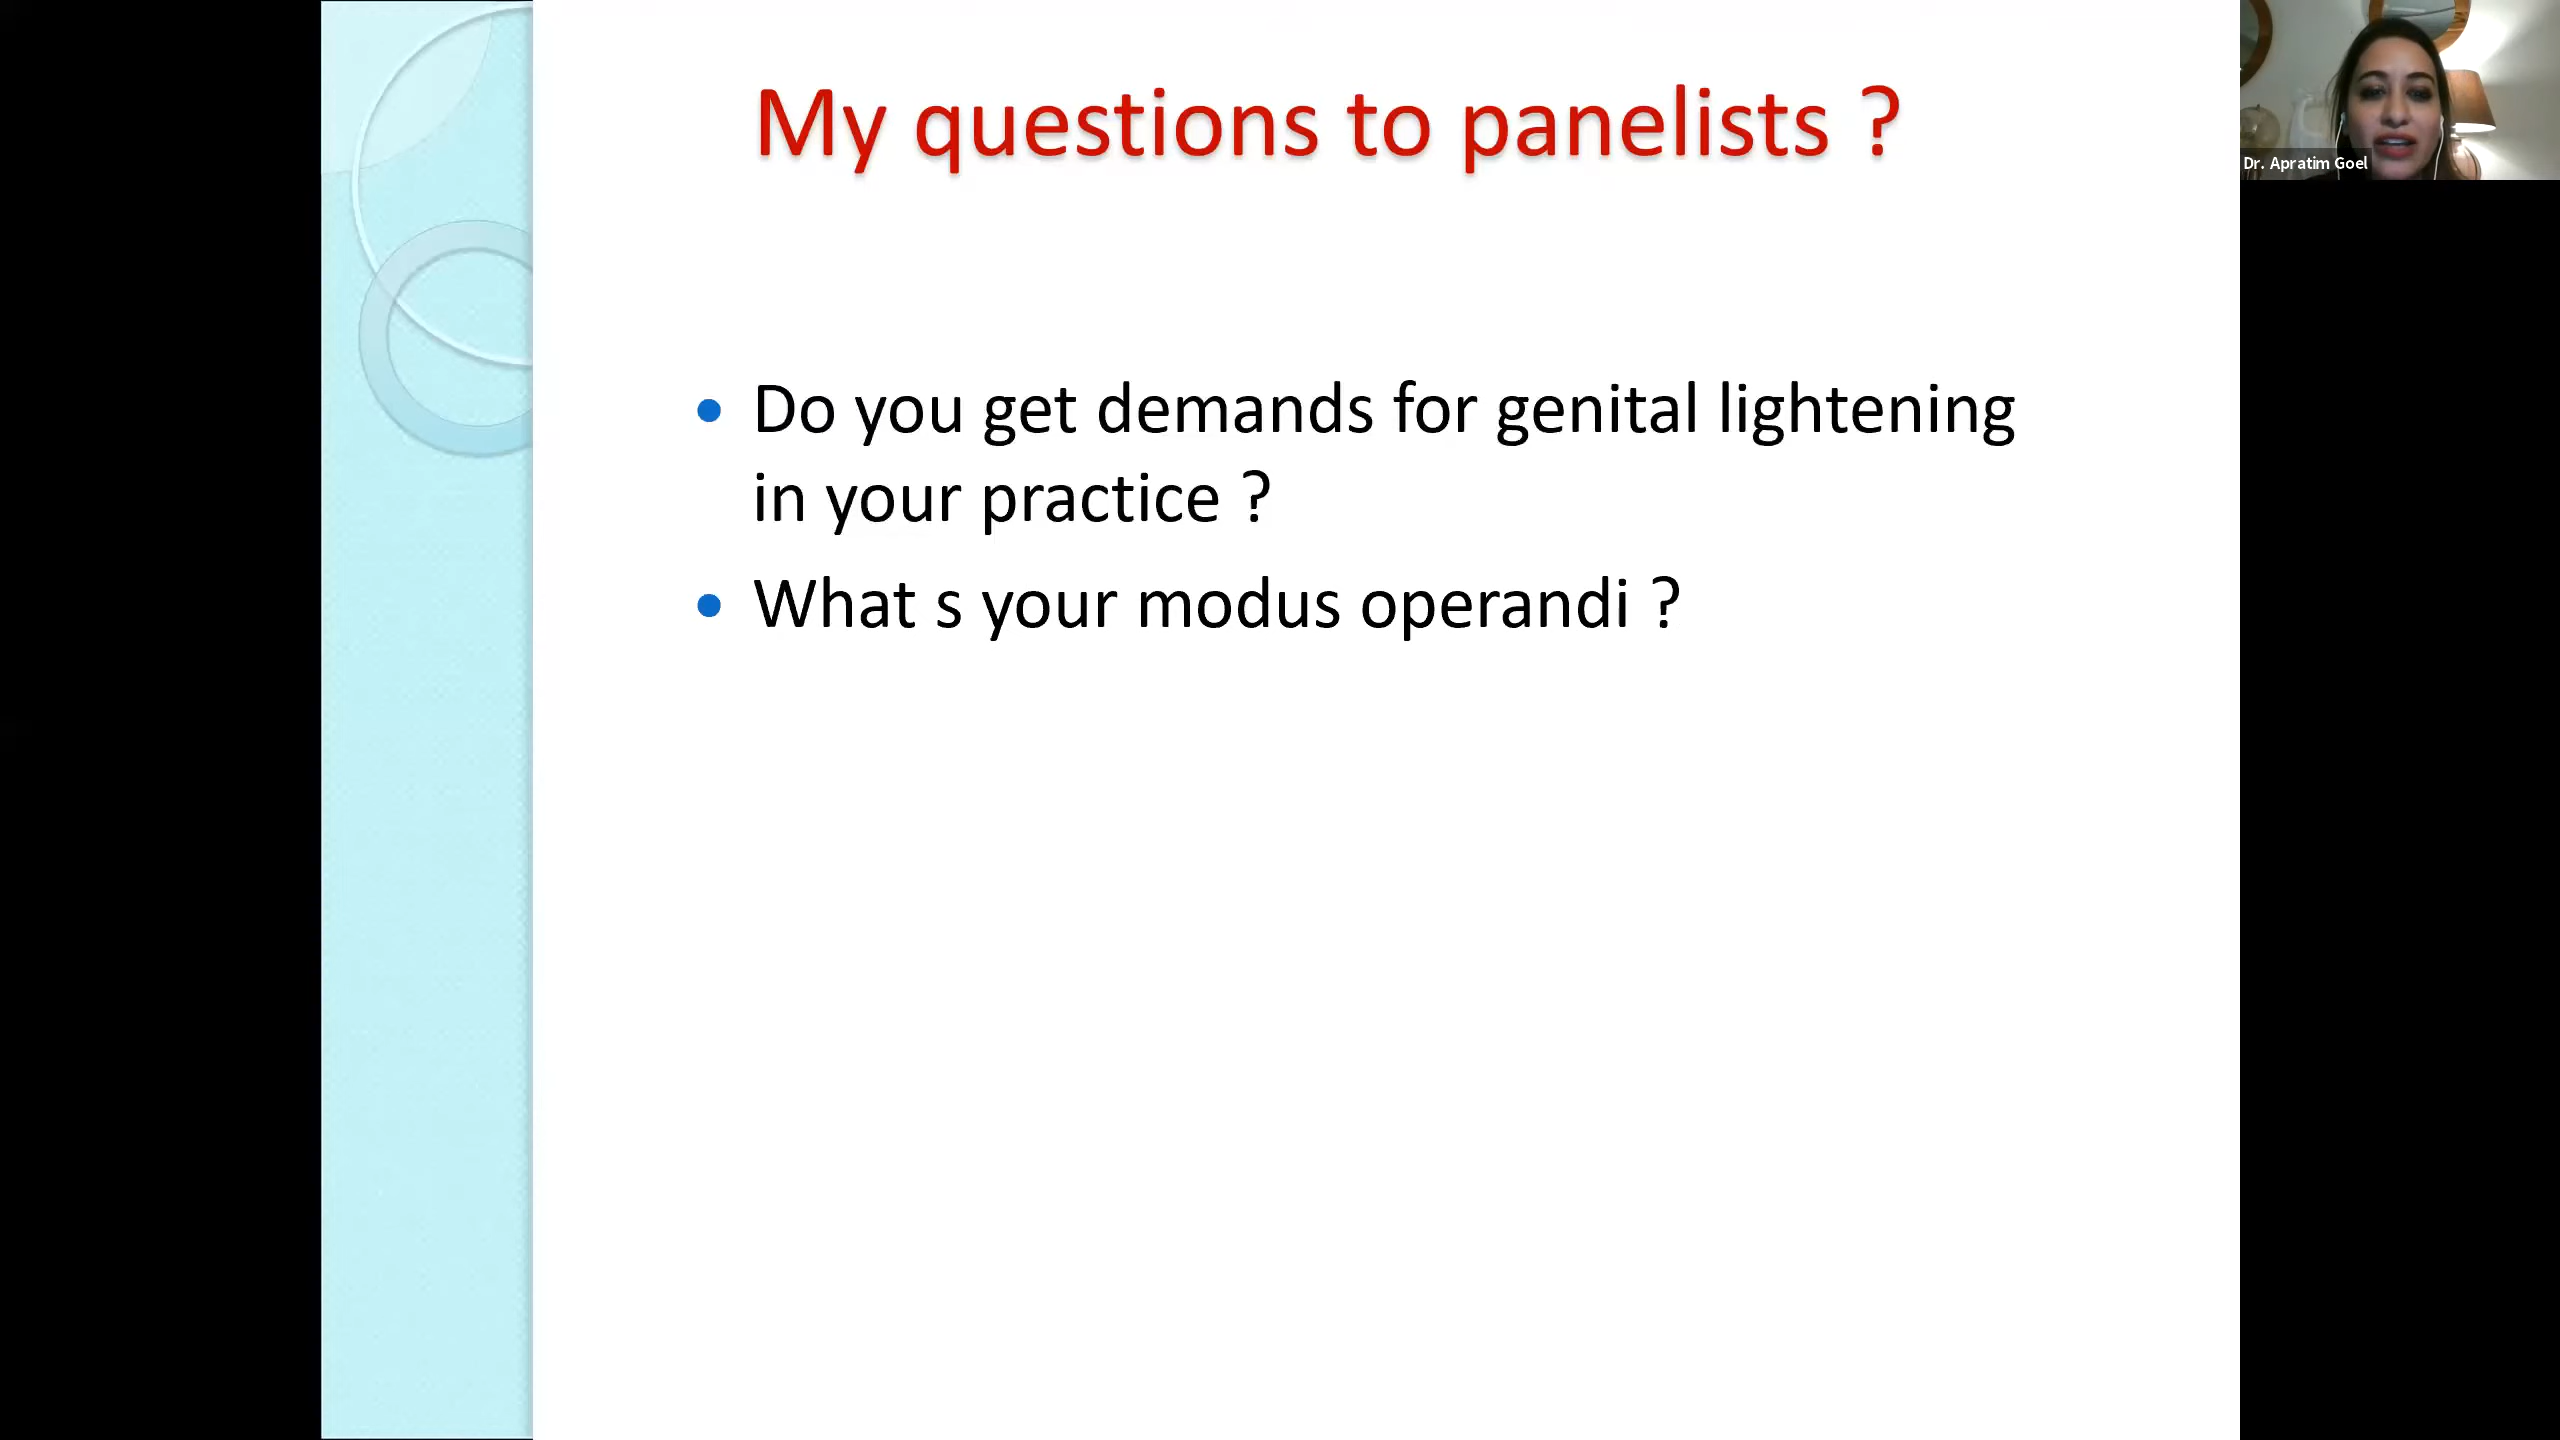 My questions to panelists ?
Dr. Apratim Goel
• Do you get demands for genital lightening
in your practice ?
• What s your modus operandi ?